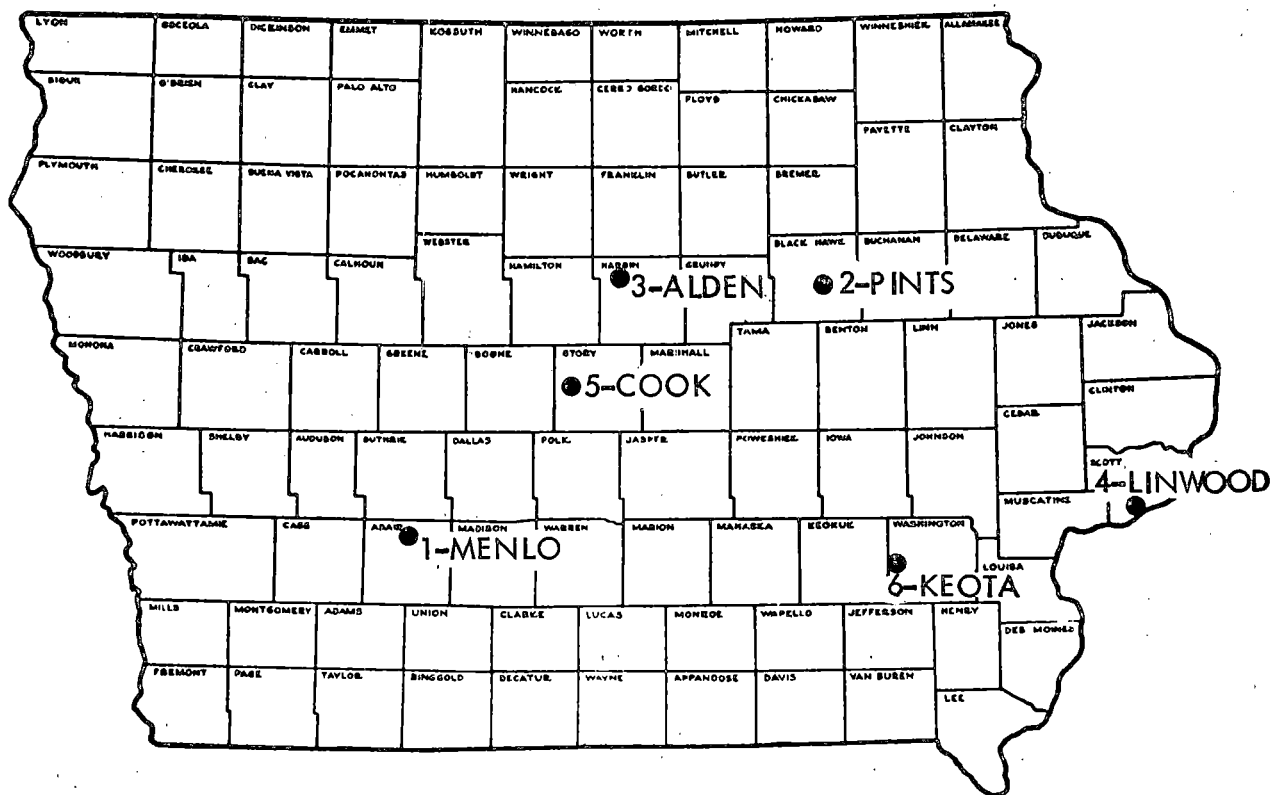 LYON OSCEOLA DICKINSON EMMET KOSSUTH WINNEBAGO WORTH MITCHELL HOWARD WINNESHIEK ALLAMAKEE
SIOUX O'BRIEN CLAY PALO ALTO HANCOCK CERRO GORDO FLOYD CHICKASAW
FAYETTE CLAYTON
PLYMOUTH CHEROKEE BUENA VISTA POCAHONTAS HUMBOLDT WRIGHT FRANKLIN BUTLER BREMER
WEBSTER BLACK HAWK BUCHANAN DELAWARE DUBUQUE
WOODBURY IDA SAC CALHOUN HAMILTON HARDIN GRUNDY
3-ALDEN 2-PINTS
TAMA BENTON LINN JONES JACKSON
MONONA CRAWFORD CARROLL GREENE BOONE STORY MARSHALL
5-COOK
CLINTON
CEDAR
HARRISON SHELBY AUDUBON GUTHRIE DALLAS POLK JASPER POWESHIEK IOWA JOHNSON
SCOTT
4-LINWOOD
MUSCATINE
POTTAWATTAMIE CASS ADAIR MADISON WARREN MARION MAHASKA KEOKUK WASHINGTON
1-MENLO
LOUISA
6-KEOTA
MILLS MONTGOMERY ADAMS UNION CLARKE LUCAS MONROE WAPELLO JEFFERSON HENRY
DES MOINES
FREMONT PAGE TAYLOR RINGGOLD DECATUR WAYNE APPANOOSE DAVIS VAN BUREN
LEE